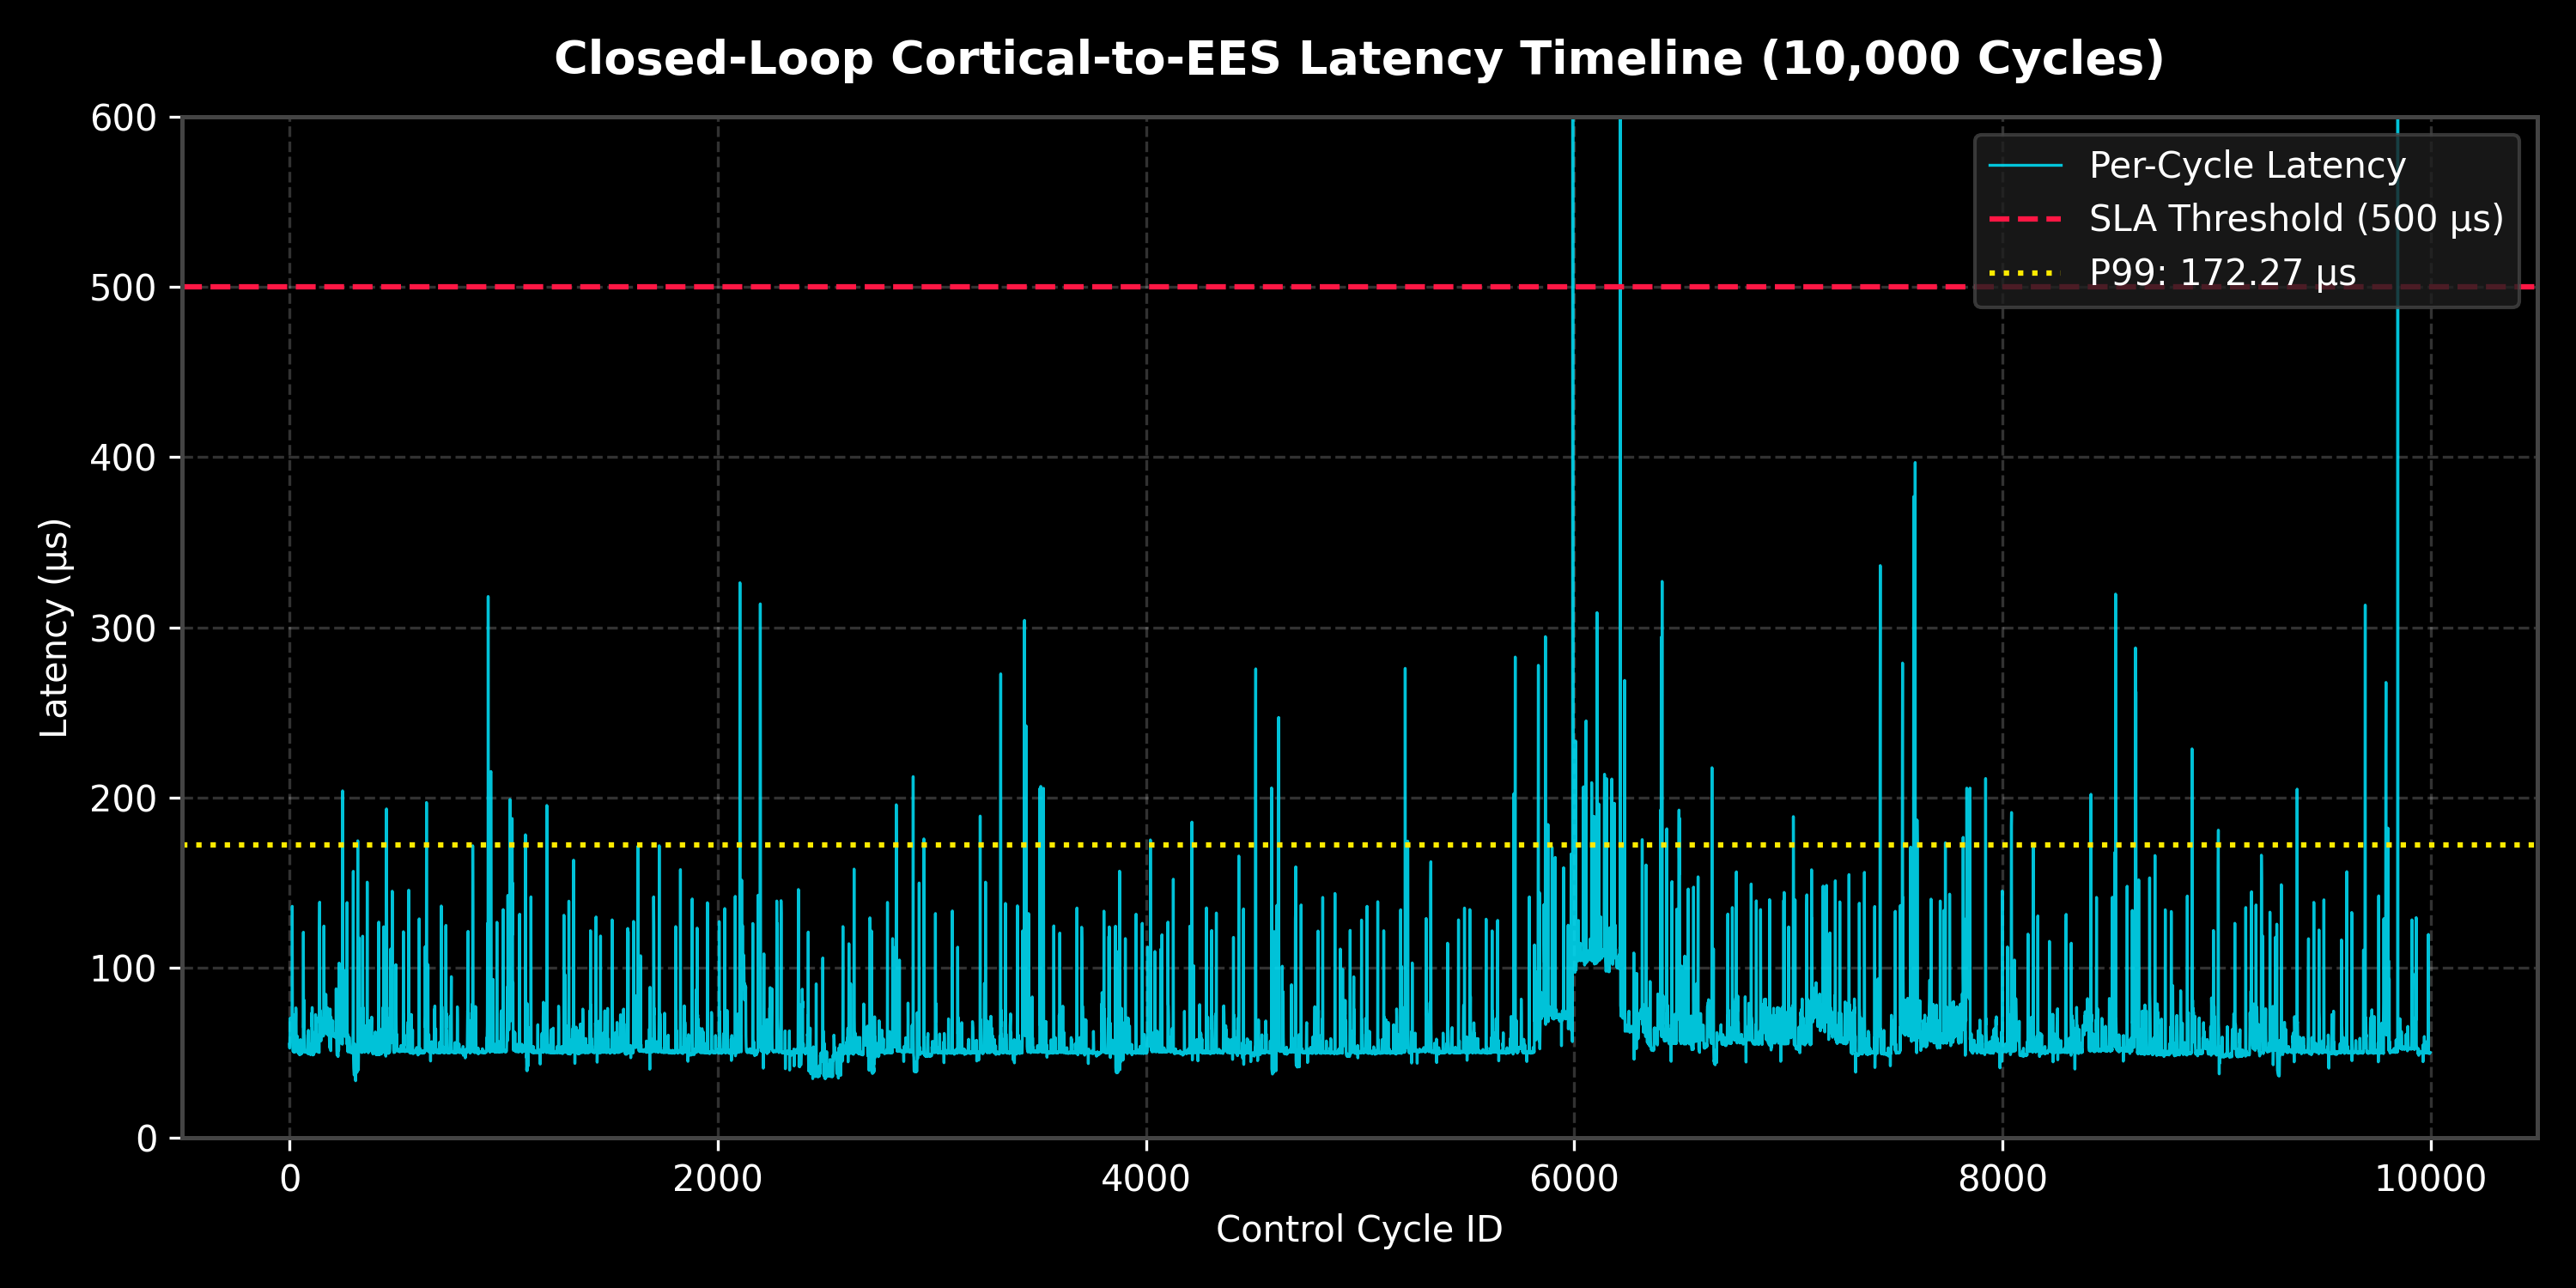 Closed-Loop Cortical-to-EES Latency Timeline (10,000 Cycles)
600
500
400
300
200
100
0
Latency (µs)
Per-Cycle Latency
SLA Threshold (500 µs)
P99: 172.27 µs
0 2000 4000 6000 8000 10000
Control Cycle ID